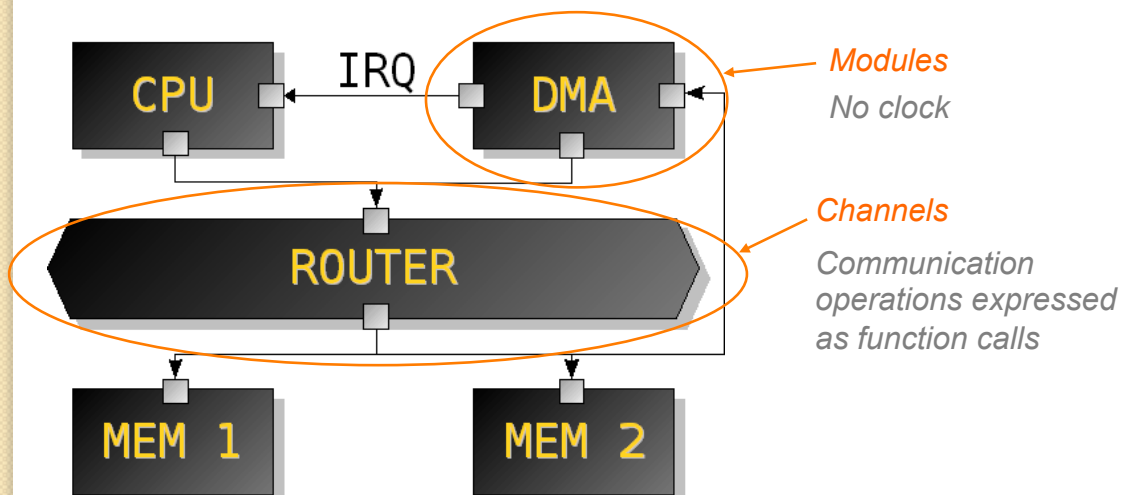 CPU
IRQ
DMA
Modules
No clock
ROUTER
Channels
Communication
operations expressed
as function calls
MEM 1
MEM 2